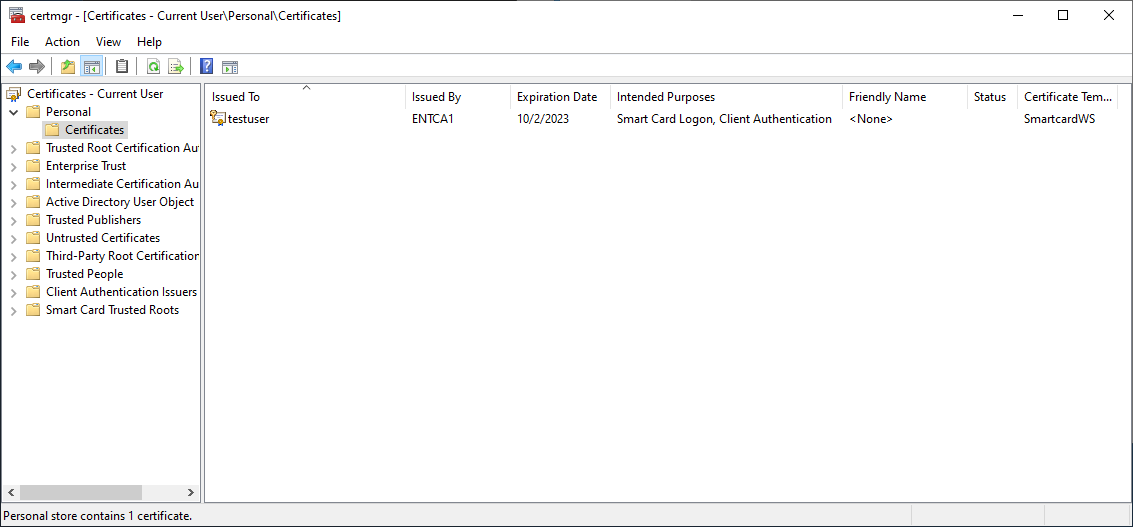 certmgr - [Certificates - Current User\Personal\Certificates]
File Action View Help
Certificates - Current User
Personal
Certificates
Trusted Root Certification Au
Enterprise Trust
Intermediate Certification Au
Active Directory User Object
Trusted Publishers
Untrusted Certificates
Third-Party Root Certification
Trusted People
Client Authentication Issuers
Smart Card Trusted Roots
Issued To Issued By Expiration Date Intended Purposes Friendly Name Status Certificate Tem...
testuser ENTCA1 10/2/2023 Smart Card Logon, Client Authentication <None> SmartcardWS
Personal store contains 1 certificate.